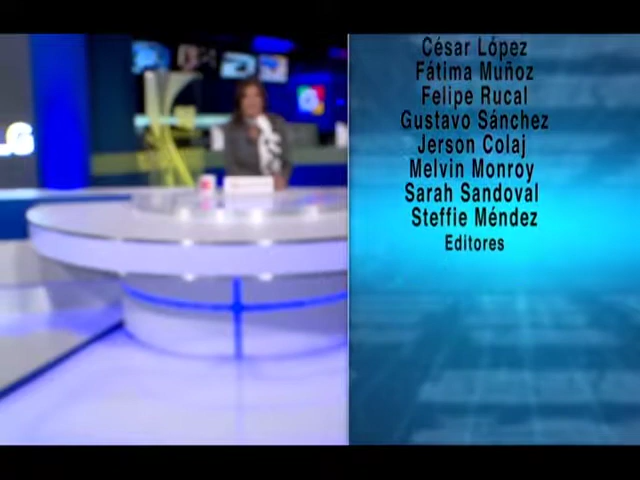 César López
Fátima Muñoz
Felipe Rucal
Gustavo Sánchez
Jerson Colaj
Melvin Monroy
Sarah Sandoval
Steffie Méndez
Editores